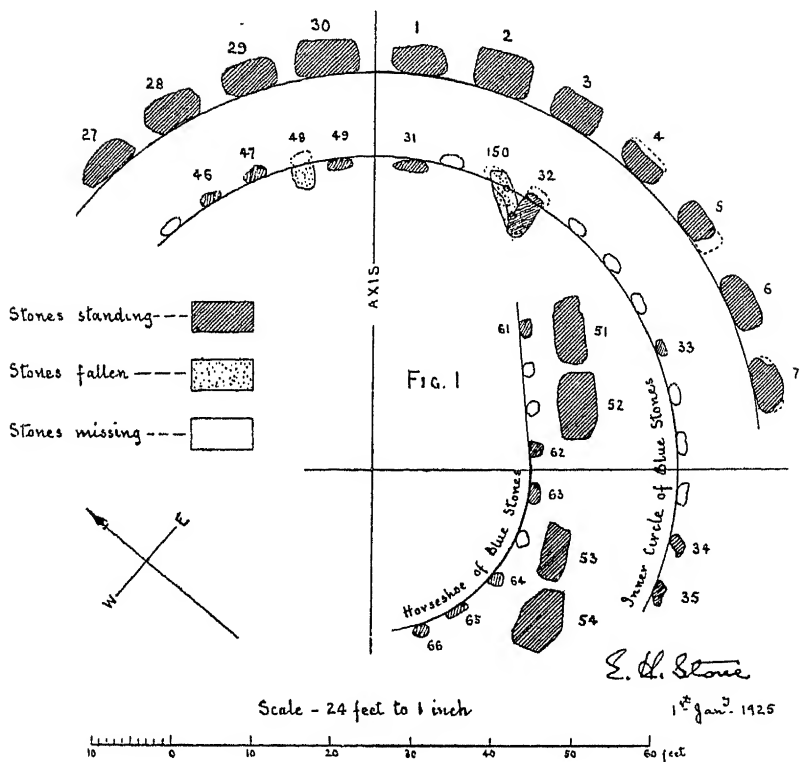 30 1 2
29 3
28 4
27 5
6
7
46 47 48 49 31 150 32
33
34
35
AXIS
Stones standing
Stones fallen
Stones missing
FIG. 1
61 51
52
62
63
53
64
54
65
66
Horseshoe of Blue Stones
Inner Circle of Blue Stones
E
W
E. H. Stone
1st Jany. 1925
Scale - 24 feet to 1 inch
10 0 10 20 30 40 50 60 feet